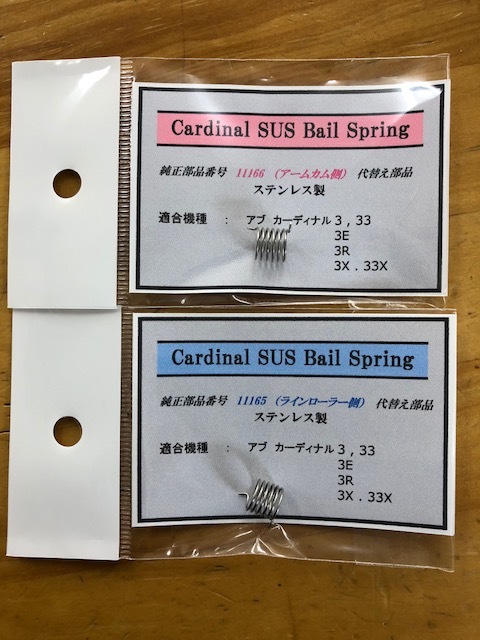 Cardinal SUS Bail Spring
純正部品番号 11166 (アームカム側) 代替え部品
ステンレス製
適合機種 : アブ カーディナル 3 , 33
3E
3R
3X . 33X
Cardinal SUS Bail Spring
純正部品番号 11165 (ラインローラー側) 代替え部品
ステンレス製
適合機種 : アブ カーディナル 3 , 33
3E
3R
3X . 33X